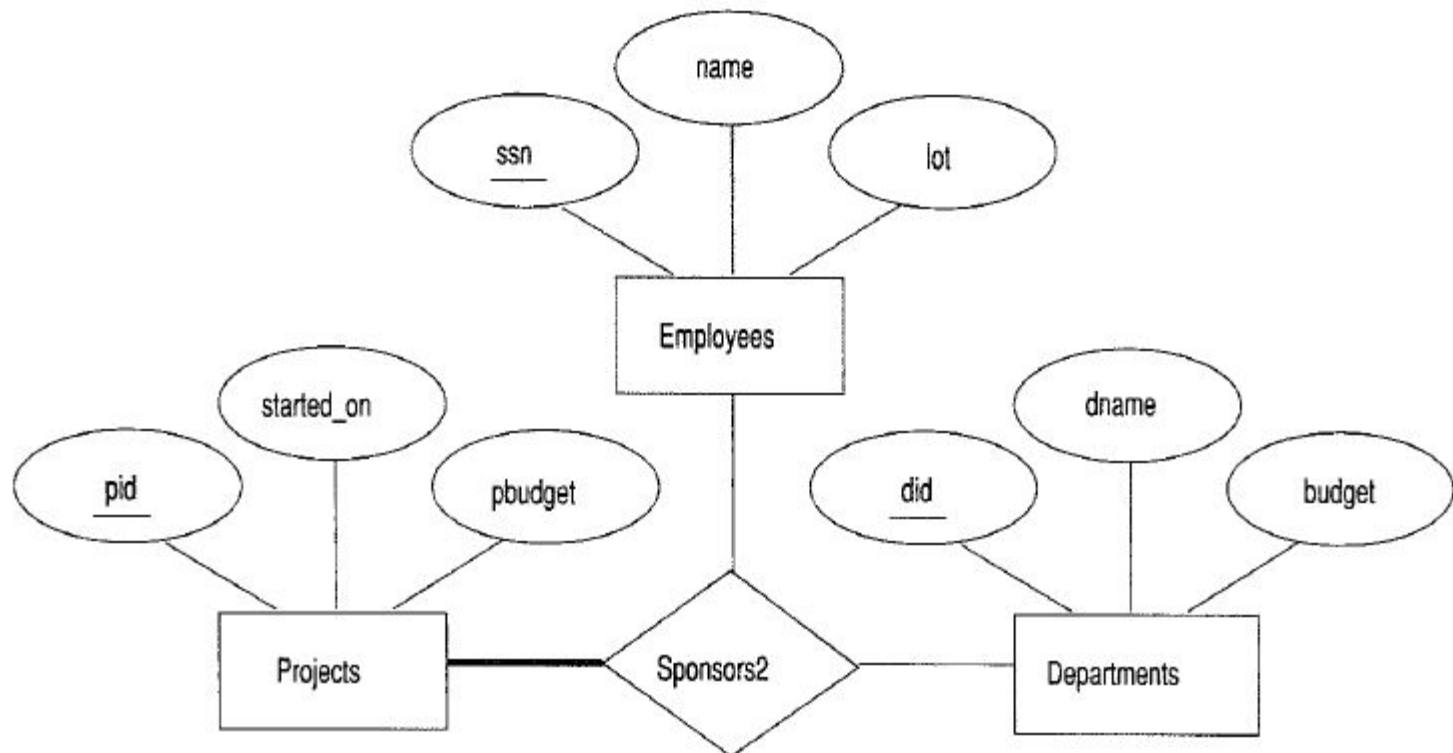 name
ssn
lot
Employees
started_on
dname
pid
pbudget
did
budget
Projects
Sponsors2
Departments